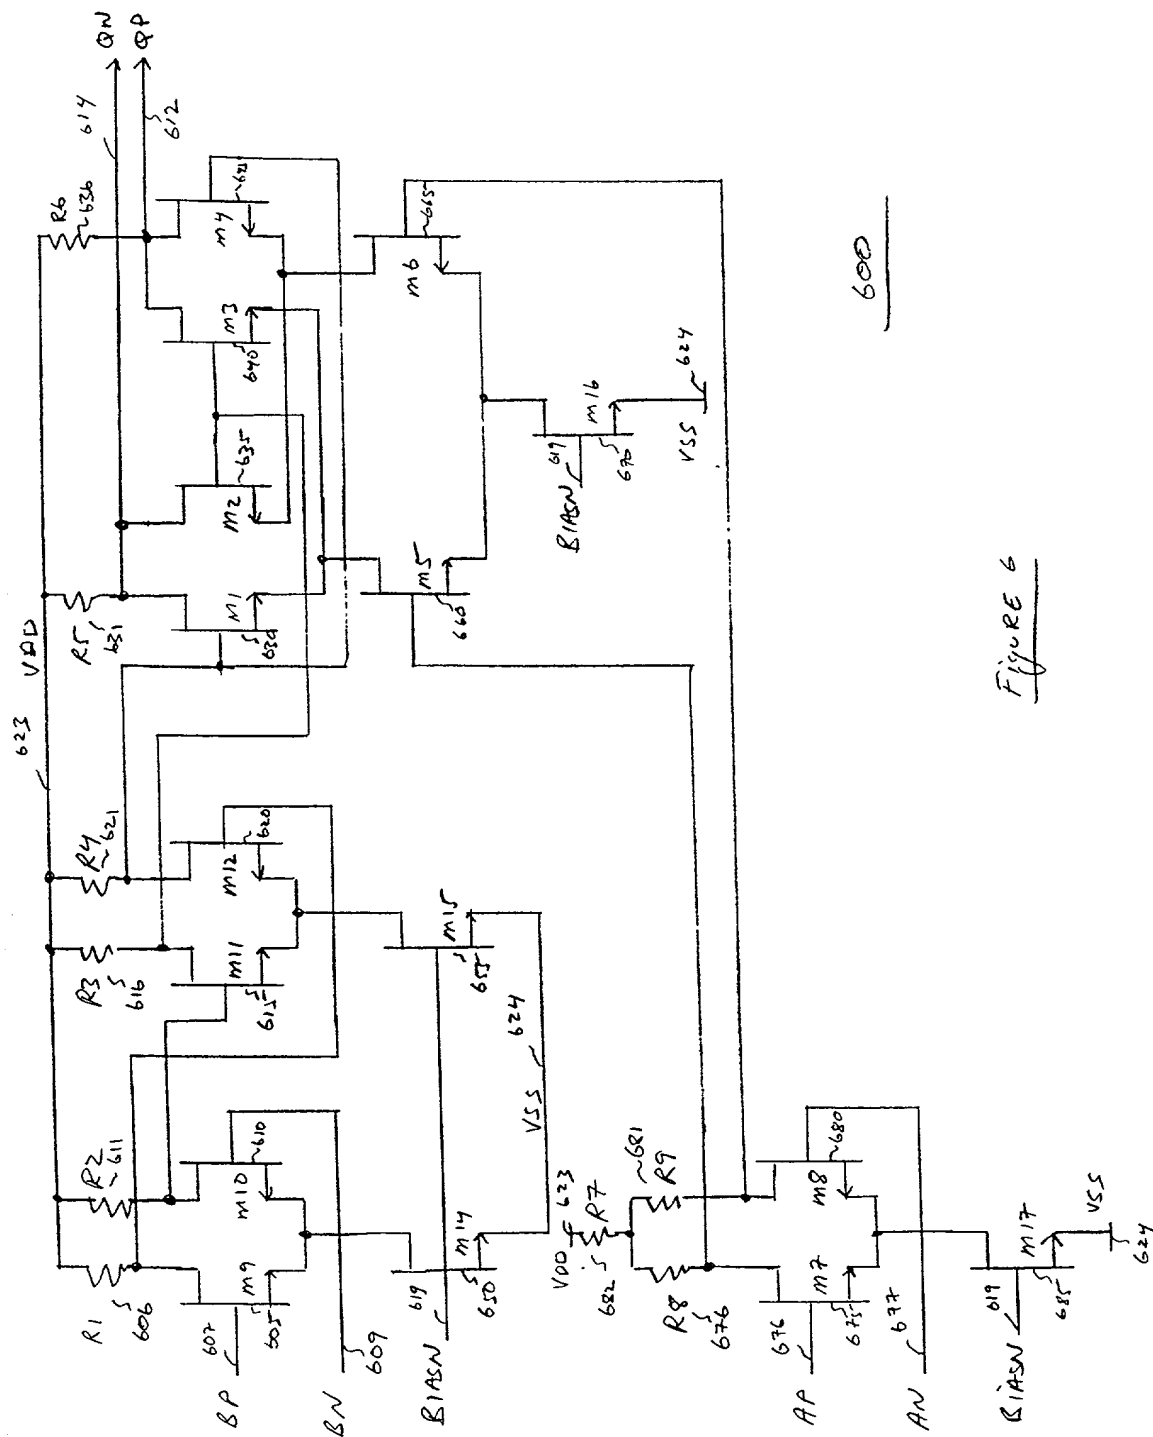 QN
QP
614
612
R6
636
M4
641
M3
640
M2
635
M1
630
R5
631
VDD
623
M6
665
M5
660
BIASN
619
M16
670
VSS
624
R4
621
M12
620
R3
616
M11
615
R2
611
M10
610
R1
606
M9
605
BP
607
BN
609
M15
655
M14
650
BIASN
619
VSS
624
VDD
623
R7
682
R9
681
R8
676
M8
680
M7
675
AP
676
AN
677
M17
685
BIASN
619
VSS
624
600
FigURE 6